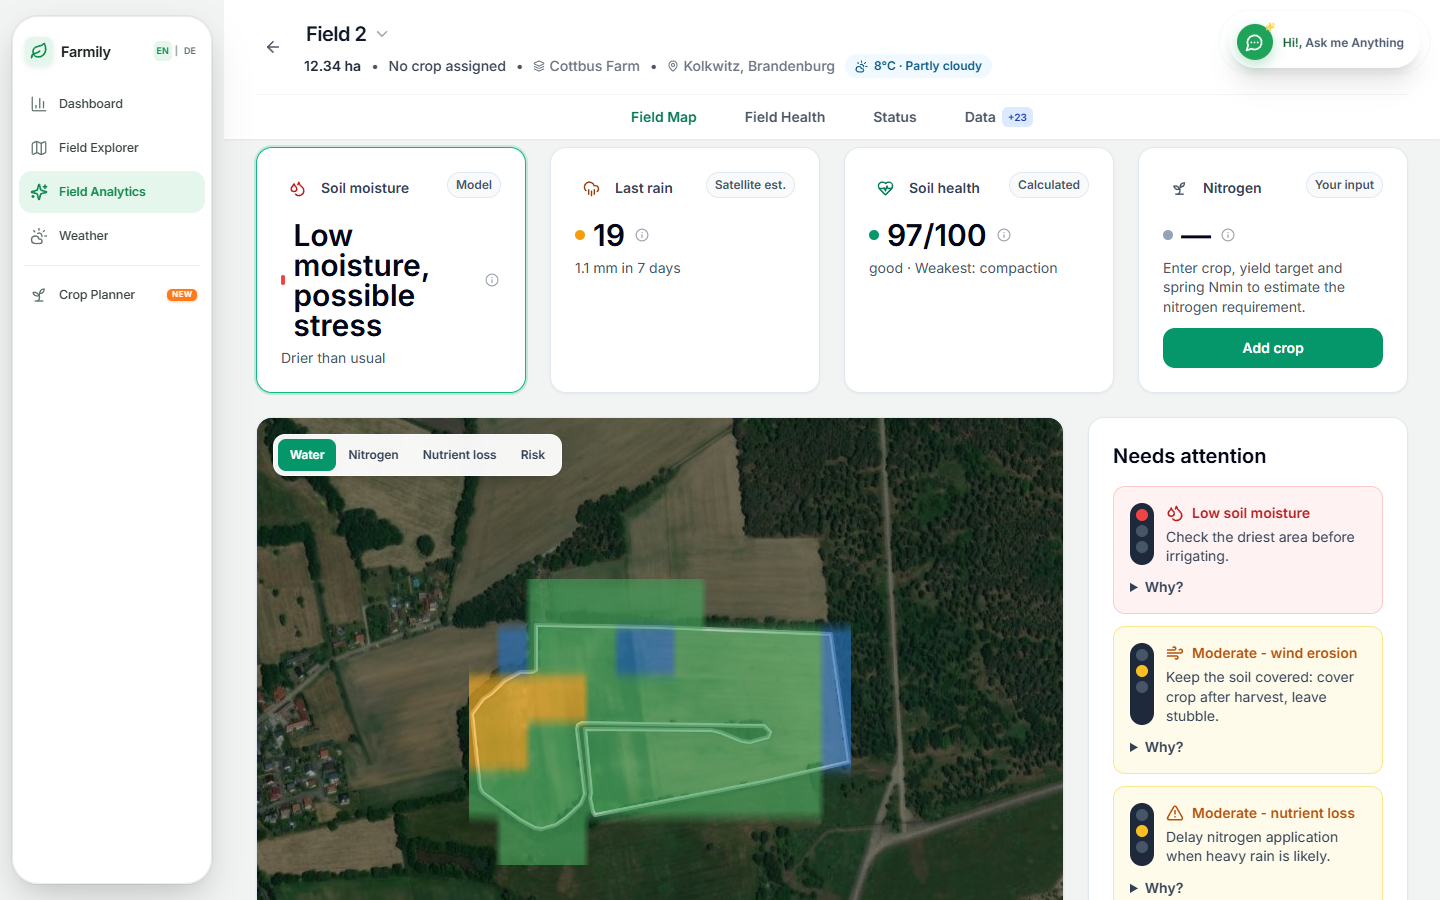 Farmily
EN | DE
Dashboard
Field Explorer
Field Analytics
Weather
Crop Planner NEW
Field 2
12.34 ha • No crop assigned • Cottbus Farm • Kolkwitz, Brandenburg 8°C · Partly cloudy
Hi!, Ask me Anything
Field Map Field Health Status Data +23
Soil moisture Model
Low
moisture,
possible
stress
Drier than usual
Last rain Satellite est.
19
1.1 mm in 7 days
Soil health Calculated
97/100
good · Weakest: compaction
Nitrogen Your input
—
Enter crop, yield target and
spring Nmin to estimate the
nitrogen requirement.
Add crop
Water Nitrogen Nutrient loss Risk
Needs attention
Low soil moisture
Check the driest area before
irrigating.
Why?
Moderate - wind erosion
Keep the soil covered: cover
crop after harvest, leave
stubble.
Why?
Moderate - nutrient loss
Delay nitrogen application
when heavy rain is likely.
Why?